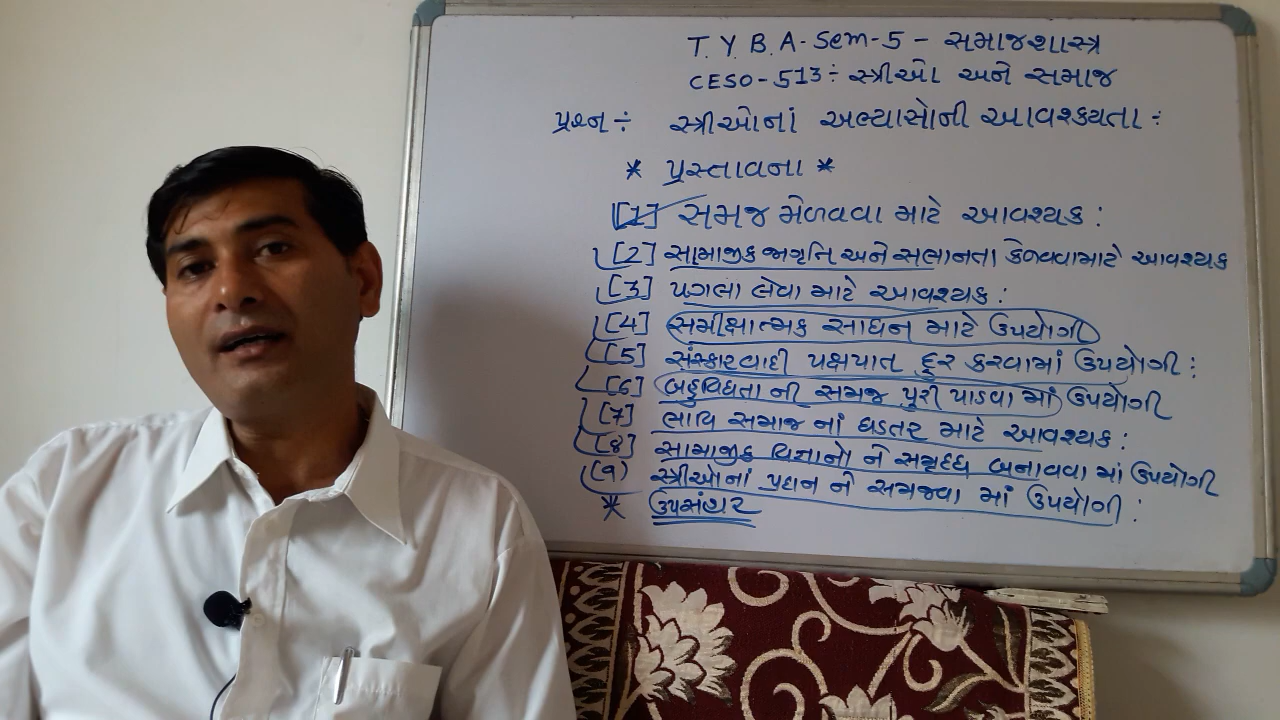 T.Y.B.A-Sem-5 - સમાજશાસ્ત્ર
CESO-513÷ સ્ત્રીઓ અને સમાજ
પ્રશ્ન ÷ સ્ત્રીઓનાં અભ્યાસોની આવશ્કયતા ÷
* પ્રસ્તાવના *
[1] સમજ મેળવવા માટે આવશ્યક :
[2] સામાજીક જાગૃતિ અને સભાનતા કેળવવામાટે આવશ્યક
[3] પગલા લેવા માટે આવશ્યક :
[4] સમીક્ષાત્મક સાધન માટે ઉપયોગી
[5] સંસ્કારવાદી પક્ષપાત દૂર કરવામાં ઉપયોગી :
[6] બહુવિધતા ની સમજ પુરી પાડવા માં ઉપયોગી
[7] ભાવિ સમાજ નાં ઘડતર માટે આવશ્યક :
[8] સામાજીક વિજ્ઞાનો ને સમૃધ્ધ બનાવવા માં ઉપયોગી
(9) સ્ત્રીઓનાં પ્રદાન ને સમજવા માં ઉપયોગી :
* ઉપસંહાર